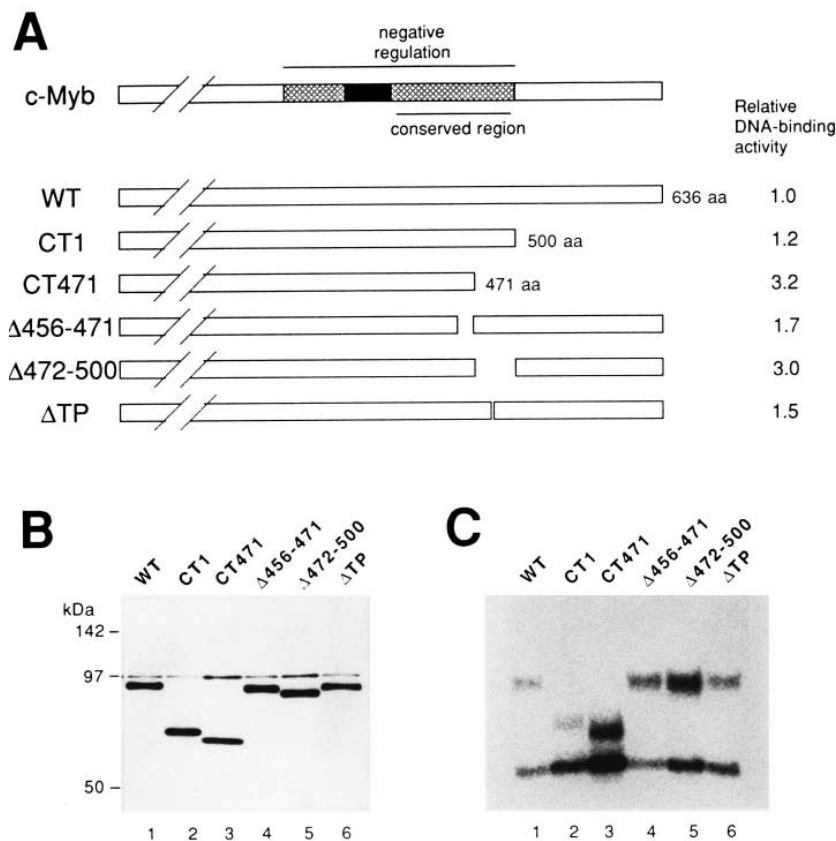 A
negative
regulation
c-Myb
conserved region
Relative
DNA-binding
activity
WT 636 aa 1.0
CT1 500 aa 1.2
CT471 471 aa 3.2
Δ456-471 1.7
Δ472-500 3.0
ΔTP 1.5
B
WT CT1 CT471 Δ456-471 Δ472-500 ΔTP
kDa
142
97
50
1 2 3 4 5 6
C
WT CT1 CT471 Δ456-471 Δ472-500 ΔTP
1 2 3 4 5 6